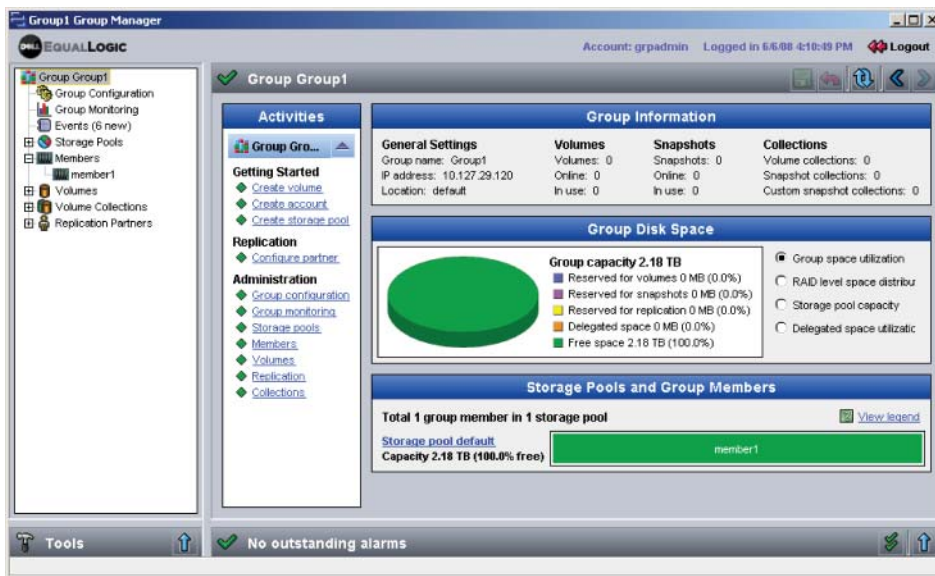 Group1 Group Manager
DELL EQUALLOGIC
Account: grpadmin Logged in 6/6/08 4:10:49 PM Logout
Group Group1
Group Configuration
Group Monitoring
Events (6 new)
Storage Pools
Members
member1
Volumes
Volume Collections
Replication Partners
Group Group1
Activities
Group Gro...
Getting Started
Create volume
Create account
Create storage pool
Replication
Configure partner
Administration
Group configuration
Group monitoring
Storage pools
Members
Volumes
Replication
Collections
Group Information
General Settings
Group name: Group1
IP address: 10.127.29.120
Location: default
Volumes
Volumes: 0
Online: 0
In use: 0
Snapshots
Snapshots: 0
Online: 0
In use: 0
Collections
Volume collections: 0
Snapshot collections: 0
Custom snapshot collections: 0
Group Disk Space
Group capacity 2.18 TB
Reserved for volumes 0 MB (0.0%)
Reserved for snapshots 0 MB (0.0%)
Reserved for replication 0 MB (0.0%)
Delegated space 0 MB (0.0%)
Free space 2.18 TB (100.0%)
Group space utilization
RAID level space distribu
Storage pool capacity
Delegated space utilizatic
Storage Pools and Group Members
Total 1 group member in 1 storage pool
View legend
Storage pool default
Capacity 2.18 TB (100.0% free)
member1
Tools
No outstanding alarms